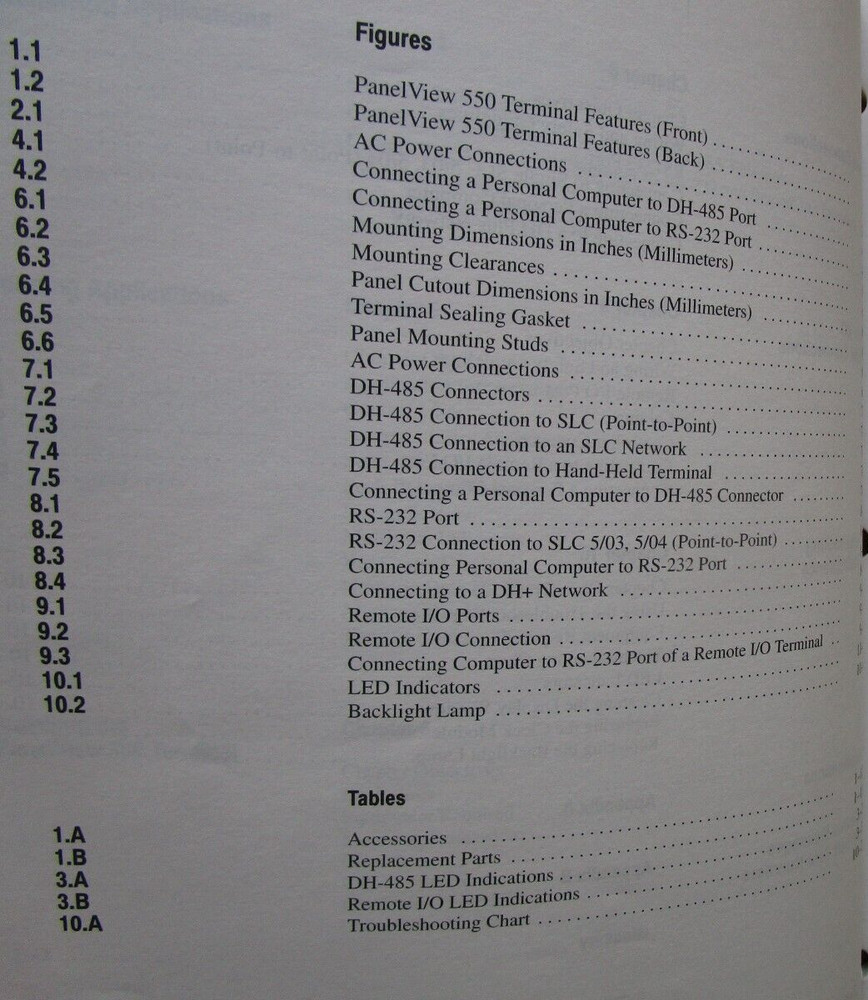 Figures
1.1 PanelView 550 Terminal Features (Front)
1.2 PanelView 550 Terminal Features (Back)
2.1 AC Power Connections
4.1 Connecting a Personal Computer to DH-485 Port
4.2 Connecting a Personal Computer to RS-232 Port
6.1 Mounting Dimensions in Inches (Millimeters)
6.2 Mounting Clearances
6.3 Panel Cutout Dimensions in Inches (Millimeters)
6.4 Terminal Sealing Gasket
6.5 Panel Mounting Studs
6.6 AC Power Connections
7.1 DH-485 Connectors
7.2 DH-485 Connection to SLC (Point-to-Point)
7.3 DH-485 Connection to an SLC Network
7.4 DH-485 Connection to Hand-Held Terminal
7.5 Connecting a Personal Computer to DH-485 Connector
8.1 RS-232 Port
8.2 RS-232 Connection to SLC 5/03, 5/04 (Point-to-Point)
8.3 Connecting Personal Computer to RS-232 Port
8.4 Connecting to a DH+ Network
9.1 Remote I/O Ports
9.2 Remote I/O Connection
9.3 Connecting Computer to RS-232 Port of a Remote I/O Terminal
10.1 LED Indicators
10.2 Backlight Lamp
Tables
1.A Accessories
1.B Replacement Parts
3.A DH-485 LED Indications
3.B Remote I/O LED Indications
10.A Troubleshooting Chart